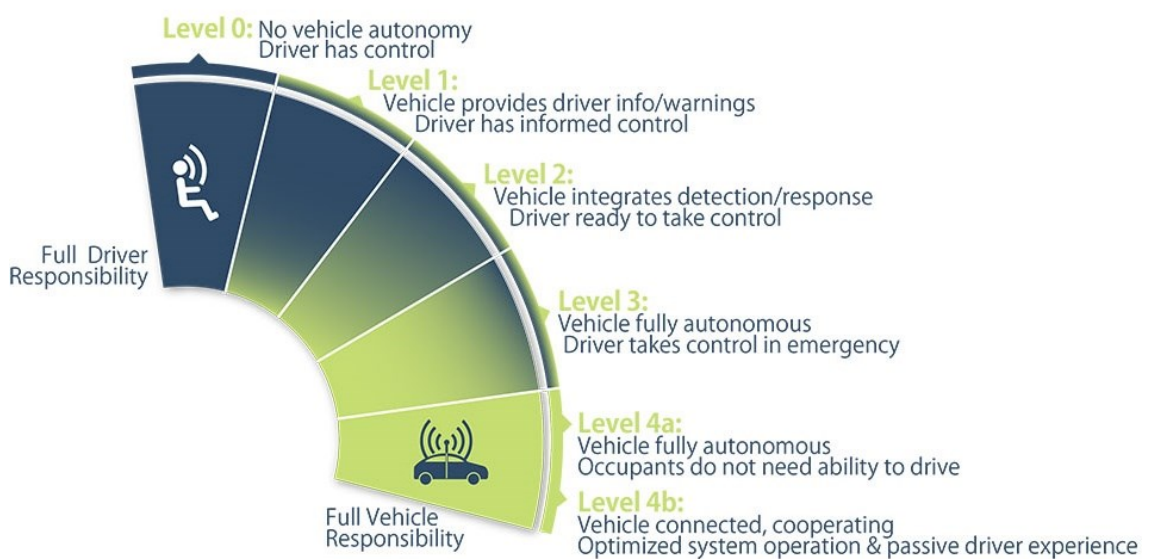 Level 0: No vehicle autonomy
Driver has control
Level 1:
Vehicle provides driver info/warnings
Driver has informed control
Level 2:
Vehicle integrates detection/response
Driver ready to take control
Full Driver
Responsibility
Level 3:
Vehicle fully autonomous
Driver takes control in emergency
Level 4a:
Vehicle fully autonomous
Occupants do not need ability to drive
Level 4b:
Vehicle connected, cooperating
Optimized system operation & passive driver experience
Full Vehicle
Responsibility